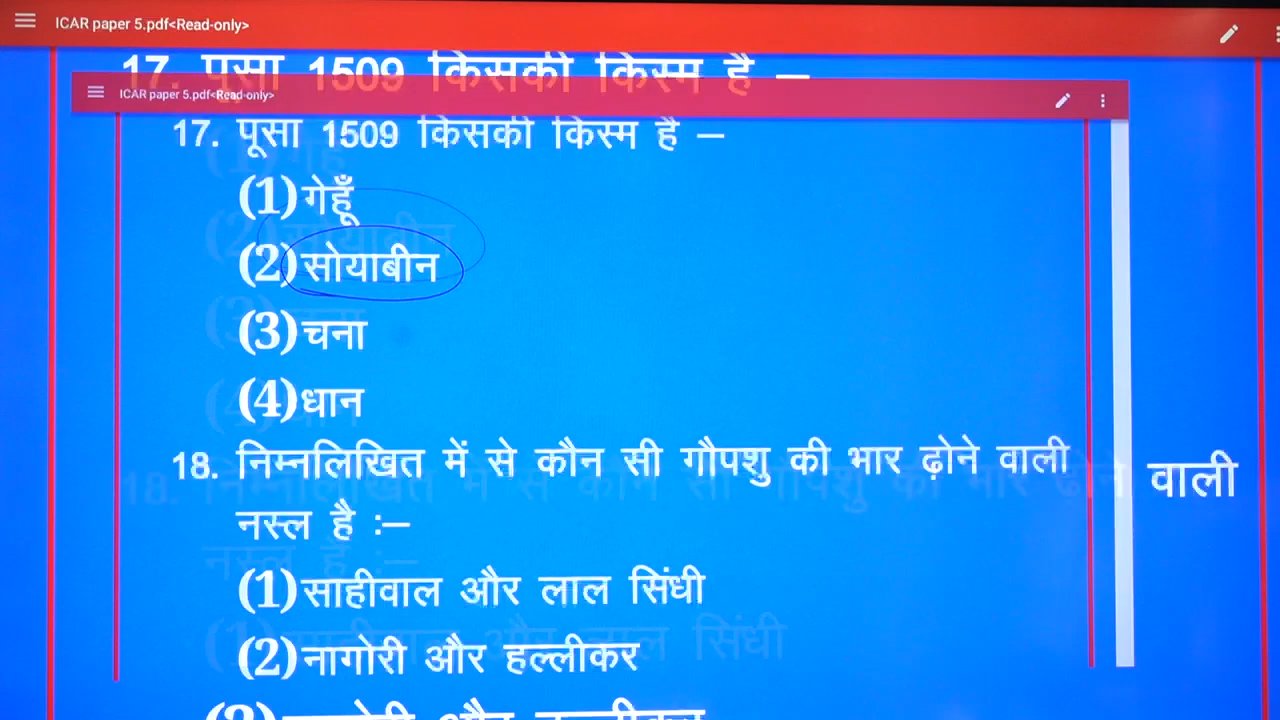 ICAR paper 5.pdf<Read-only>
17. पूसा 1509 किसकी किस्म है –
ICAR paper 5.pdf<Read-only>
17. पूसा 1509 किसकी किस्म है –
(1) गेहूँ
(2) सोयाबीन
(3) चना
(4) धान
18. निम्नलिखित में से कौन सी गौपशु की भार ढ़ोने वाली
वाली
नस्ल है :–
(1) साहीवाल और लाल सिंधी
(2) नागोरी और हल्लीकर